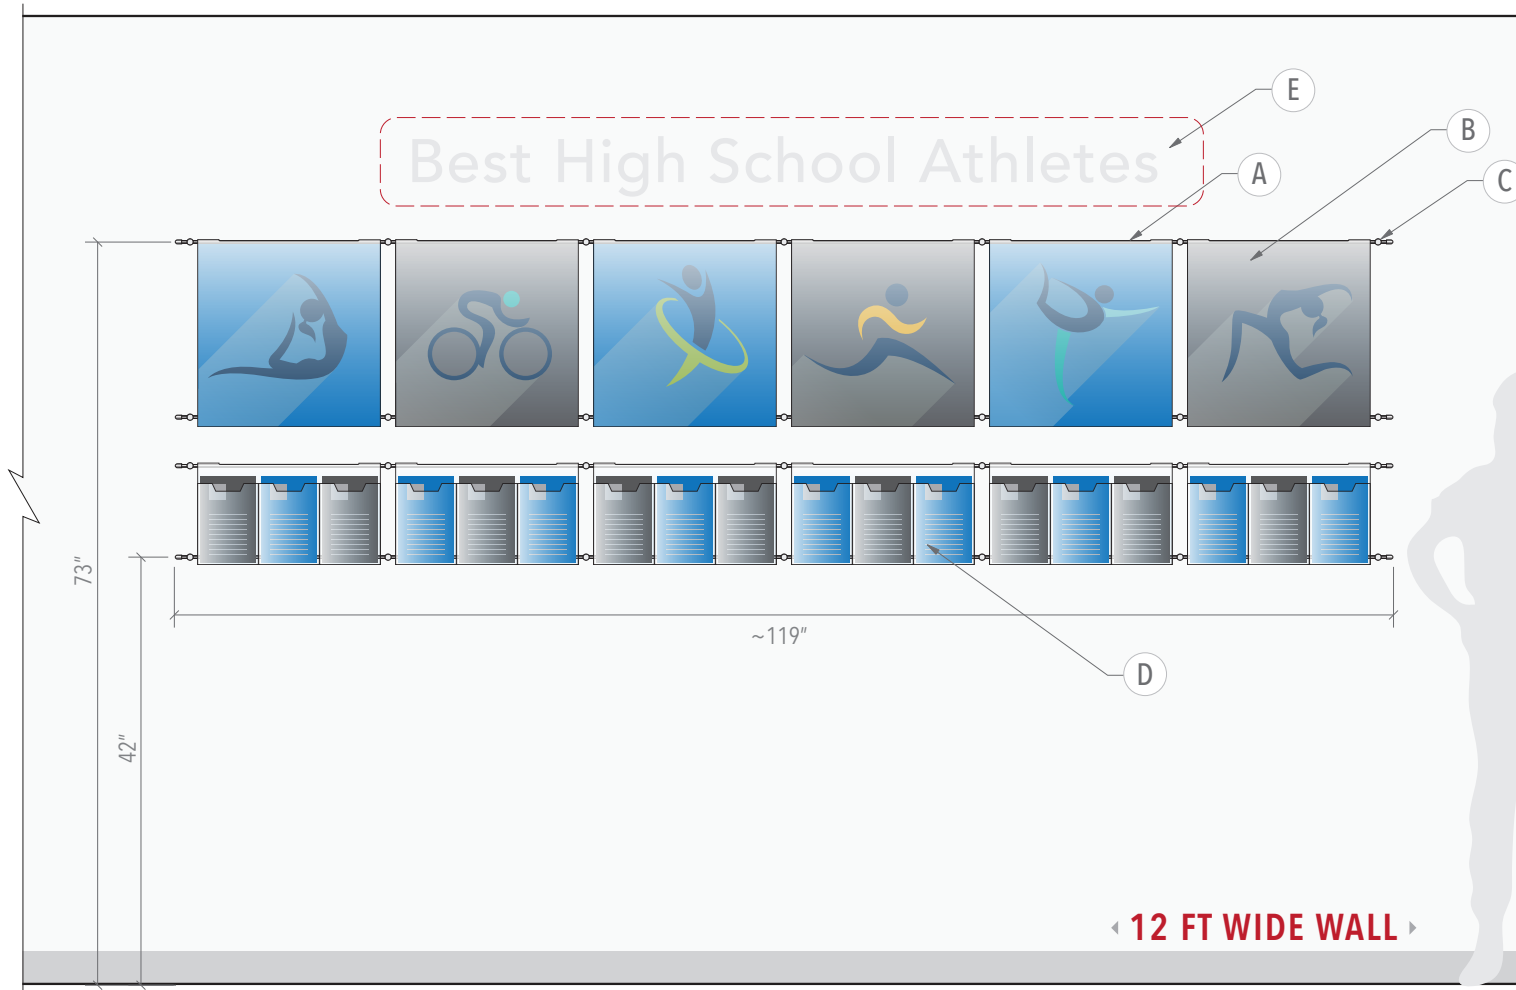 E
Best High School Athletes
B
A
C
73"
42"
~119"
D
12 FT WIDE WALL